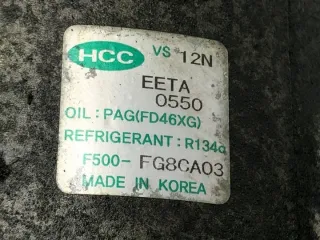 HCC VS 12N
EETA
0550
OIL : PAG(FD46XG)
REFRIGERANT : R134a
F500-FG8CA03
MADE IN KOREA